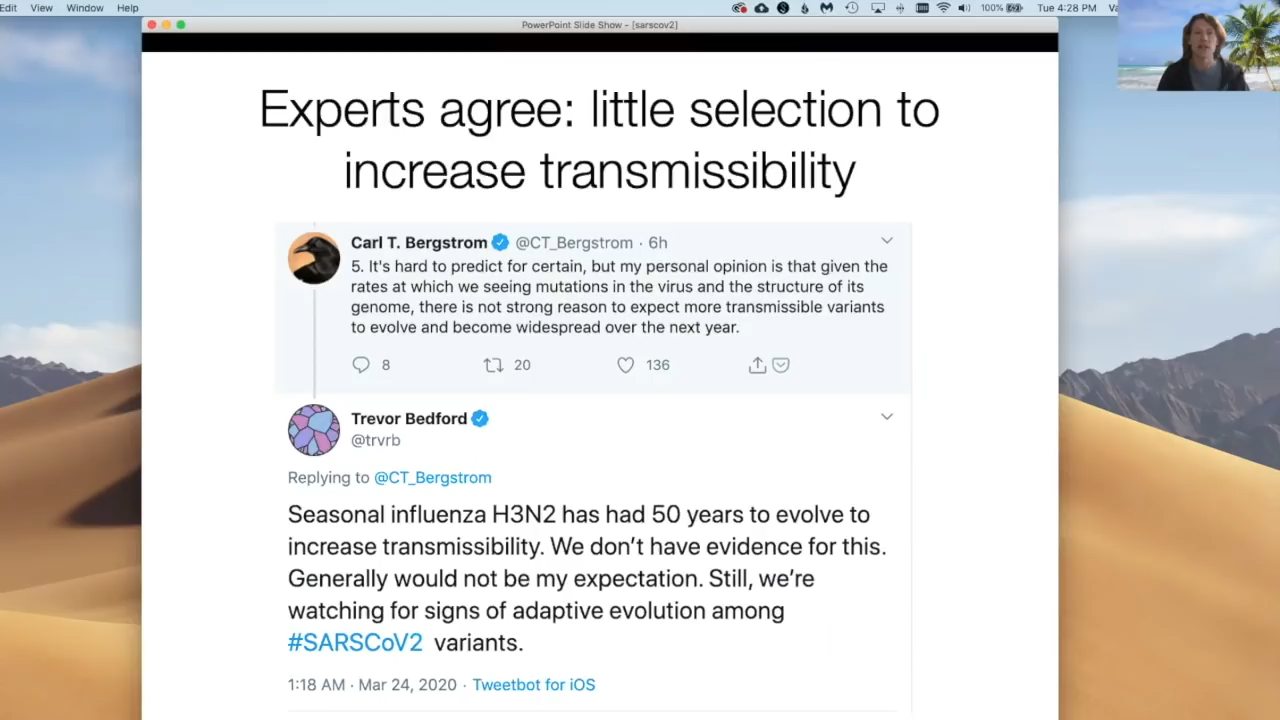 Edit View Window Help
100% Tue 4:28 PM Va
PowerPoint Slide Show - [sarscov2]
Experts agree: little selection to
increase transmissibility
Carl T. Bergstrom @CT_Bergstrom · 6h
5. It's hard to predict for certain, but my personal opinion is that given the
rates at which we seeing mutations in the virus and the structure of its
genome, there is not strong reason to expect more transmissible variants
to evolve and become widespread over the next year.
8 20 136
Trevor Bedford
@trvrb
Replying to @CT_Bergstrom
Seasonal influenza H3N2 has had 50 years to evolve to
increase transmissibility. We don't have evidence for this.
Generally would not be my expectation. Still, we're
watching for signs of adaptive evolution among
#SARSCoV2 variants.
1:18 AM · Mar 24, 2020 · Tweetbot for iOS